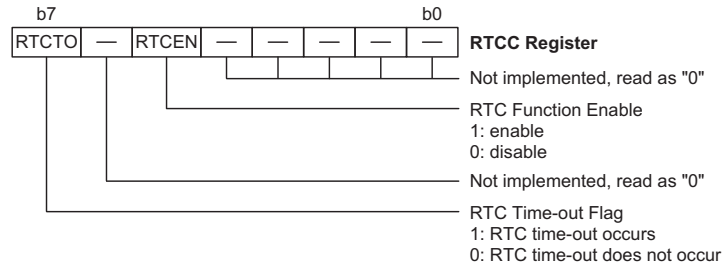 b7 b0
RTCTO — RTCEN — — — — — RTCC Register
Not implemented, read as "0"
RTC Function Enable
1: enable
0: disable
Not implemented, read as "0"
RTC Time-out Flag
1: RTC time-out occurs
0: RTC time-out does not occur